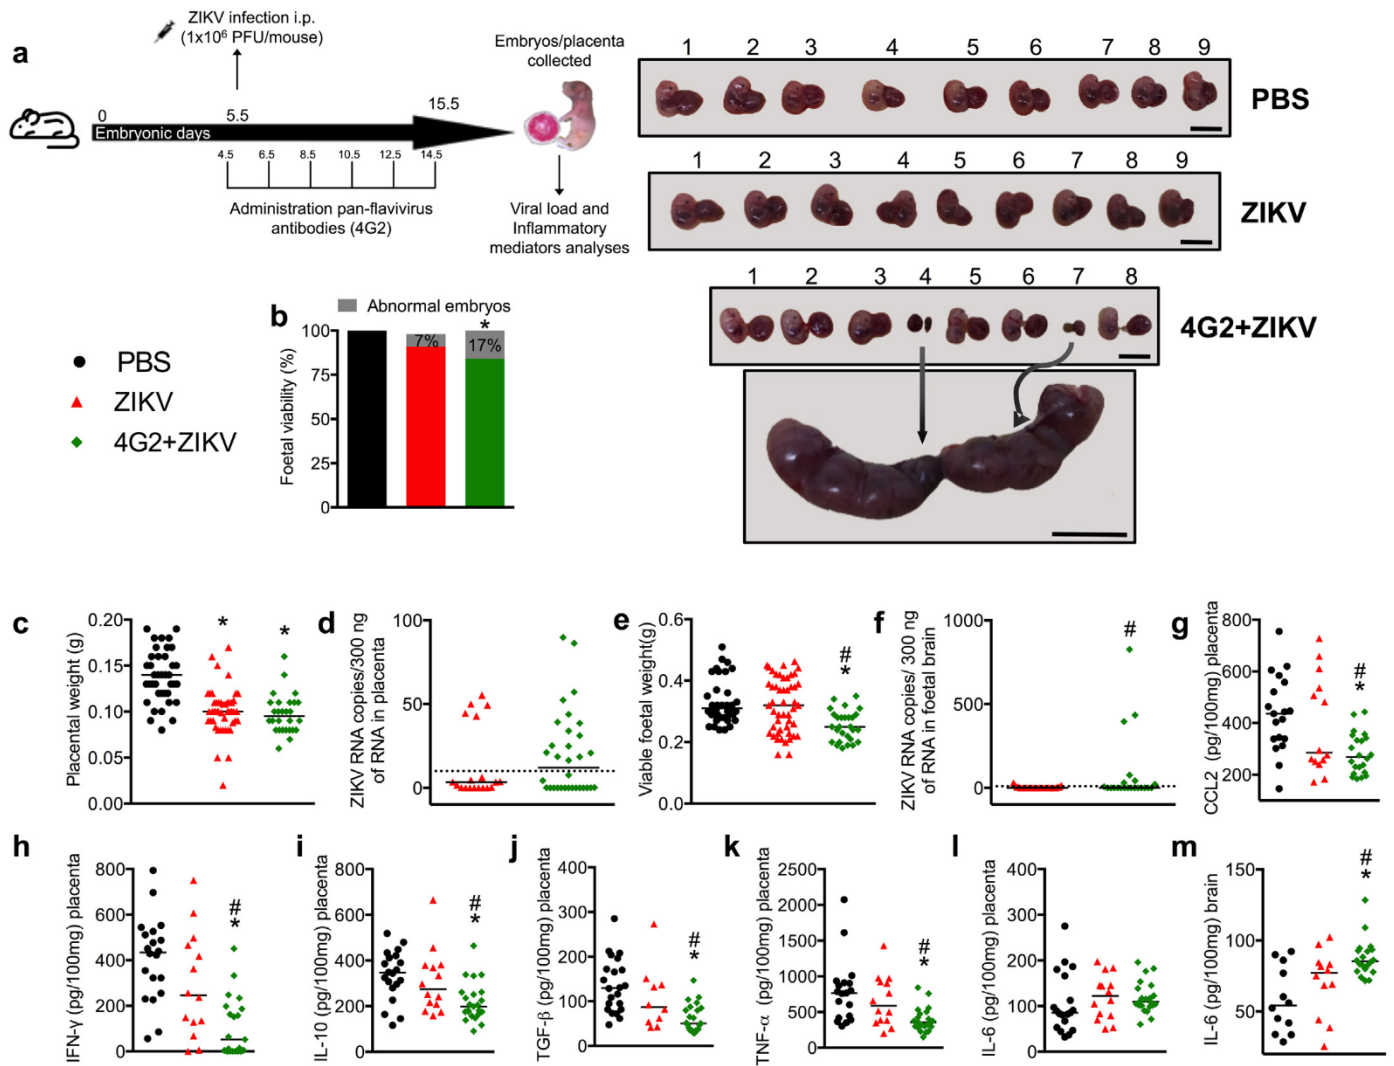 a
ZIKV infection i.p.
(1x10⁶ PFU/mouse)
0
5.5
15.5
Embryonic days
4.5 6.5 8.5 10.5 12.5 14.5
Administration pan-flavivirus
antibodies (4G2)
Embryos/placenta
collected
Viral load and
Inflammatory
mediators analyses
1 2 3 4 5 6 7 8 9
PBS
1 2 3 4 5 6 7 8 9
ZIKV
1 2 3 4 5 6 7 8
4G2+ZIKV
PBS
ZIKV
4G2+ZIKV
b
Abnormal embryos
Foetal viability (%)
100
75
50
25
0
7%
17%
*
c
Placental weight (g)
0.20
0.15
0.10
0.05
0.00
*
*
d
ZIKV RNA copies/300 ng
of RNA in placenta
100
50
0
e
Viable foetal weight(g)
0.6
0.4
0.2
0.0
#
*
f
ZIKV RNA copies/ 300 ng
of RNA in foetal brain
1000
500
0
#
g
CCL2 (pg/100mg) placenta
800
600
400
200
#
*
h
IFN-γ (pg/100mg) placenta
800
600
400
200
0
#
*
i
IL-10 (pg/100mg) placenta
800
600
400
200
0
#
*
j
TGF-β (pg/100mg) placenta
400
300
200
100
0
#
*
k
TNF-α (pg/100mg) placenta
2500
2000
1500
1000
500
0
#
*
l
IL-6 (pg/100mg) placenta
400
300
200
100
0
m
IL-6 (pg/100mg) brain
150
100
50
#
*